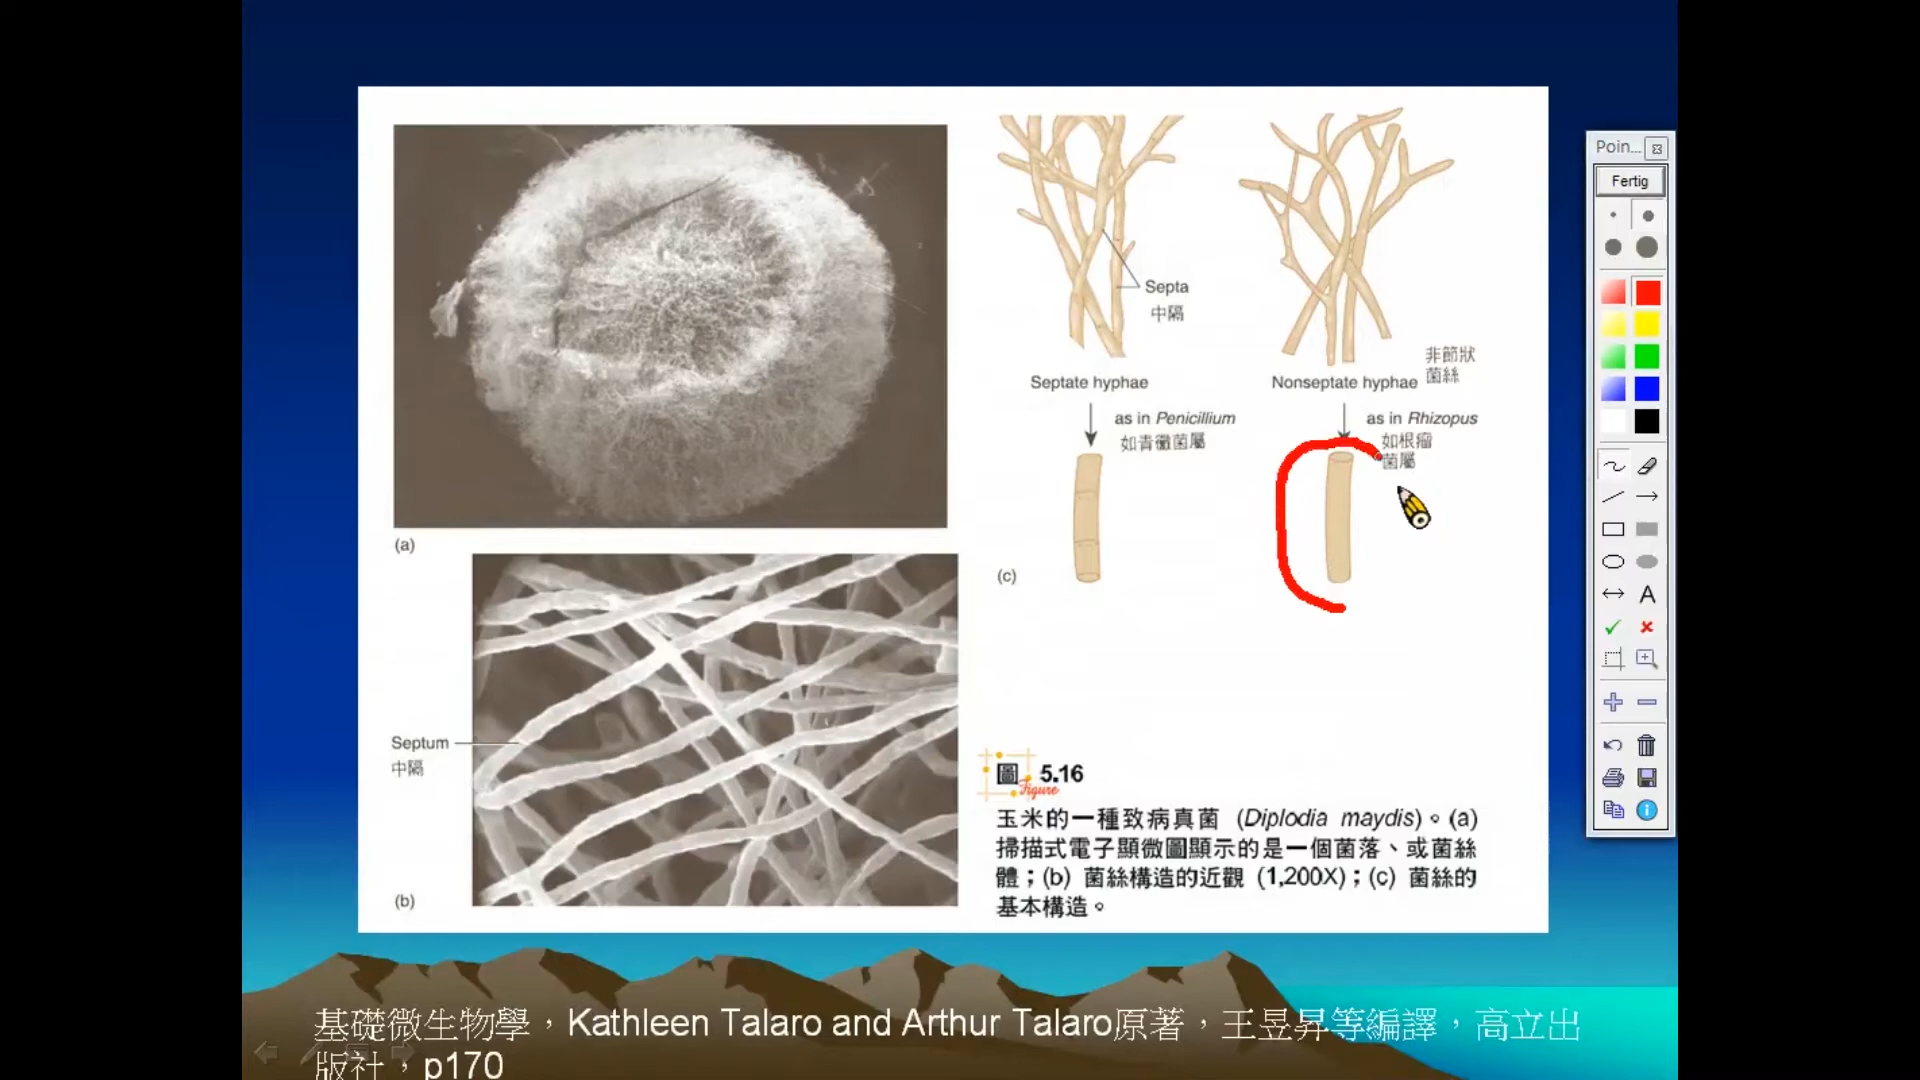 Poin...
Fertig
Septa
中隔
非節狀
菌絲
Septate hyphae
Nonseptate hyphae
as in Penicillium
如青黴菌屬
as in Rhizopus
如根瘤
菌屬
(a)
(c)
Septum
中隔
(b)
圖 5.16
Figure
玉米的一種致病真菌 (Diplodia maydis)。(a)
掃描式電子顯微圖顯示的是一個菌落、或菌絲
體；(b) 菌絲構造的近觀 (1,200X)；(c) 菌絲的
基本構造。
A
基礎微生物學，Kathleen Talaro and Arthur Talaro原著，王昱昇等編譯，高立出
版社，p170